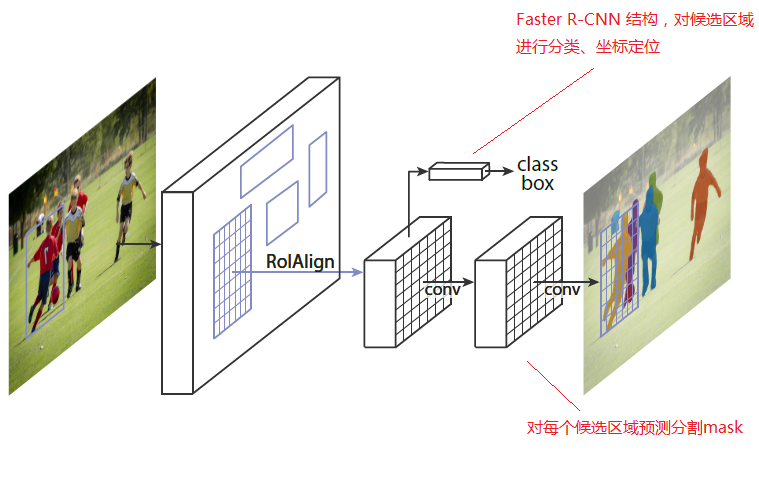 Faster R-CNN 结构，对候选区域
进行分类、坐标定位
class
box
RoIAlign
conv
conv
对每个候选区域预测分割mask